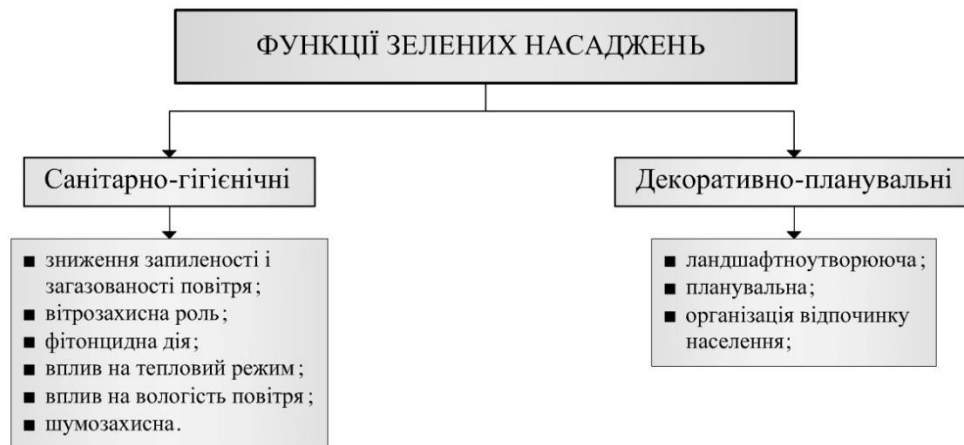 ФУНКЦІЇ ЗЕЛЕНИХ НАСАДЖЕНЬ
Санітарно-гігієнічні
■ зниження запиленості і
загазованості повітря;
■ вітрозахисна роль;
■ фітонцидна дія;
■ вплив на тепловий режим;
■ вплив на вологість повітря;
■ шумозахисна.
Декоративно-планувальні
■ ландшафтноутворююча;
■ планувальна;
■ організація відпочинку
населення;